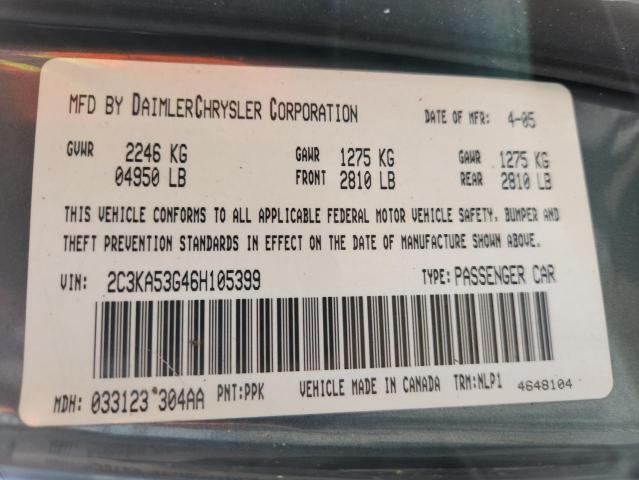 MFD BY DAIMLERCHRYSLER CORPORATION DATE OF MFR: 4-05
GVWR 2246 KG GAWR 1275 KG GAWR 1275 KG
04950 LB FRONT 2810 LB REAR 2810 LB
THIS VEHICLE CONFORMS TO ALL APPLICABLE FEDERAL MOTOR VEHICLE SAFETY, BUMPER AND
THEFT PREVENTION STANDARDS IN EFFECT ON THE DATE OF MANUFACTURE SHOWN ABOVE.
VIN: 2C3KA53G46H105399 TYPE: PASSENGER CAR
MDH: 033123 304AA PNT: PPK VEHICLE MADE IN CANADA TRM: NLP1 4648104